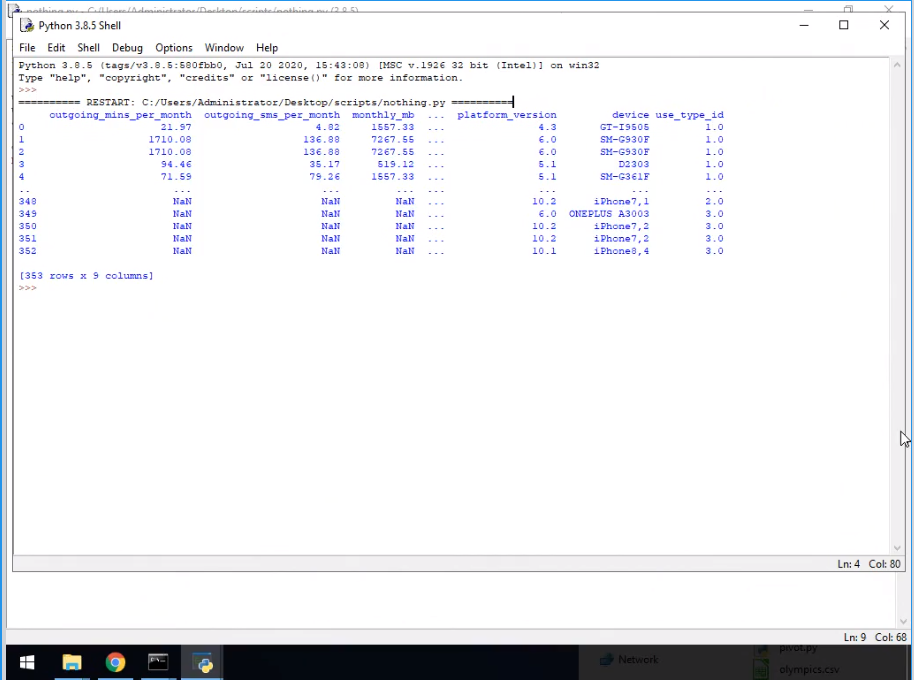 nothing.py - C:/Users/Administrator/Desktop/scripts/nothing.py (3.8.5)
Python 3.8.5 Shell
File Edit Shell Debug Options Window Help
Python 3.8.5 (tags/v3.8.5:580fbb0, Jul 20 2020, 15:43:08) [MSC v.1926 32 bit (Intel)] on win32
Type "help", "copyright", "credits" or "license()" for more information.
>>>
========== RESTART: C:/Users/Administrator/Desktop/scripts/nothing.py ==========
outgoing_mins_per_month outgoing_sms_per_month monthly_mb ... platform_version device use_type_id
0 21.97 4.82 1557.33 ... 4.3 GT-I9505 1.0
1 1710.08 136.88 7267.55 ... 6.0 SM-G930F 1.0
2 1710.08 136.88 7267.55 ... 6.0 SM-G930F 1.0
3 94.46 35.17 519.12 ... 5.1 D2303 1.0
4 71.59 79.26 1557.33 ... 5.1 SM-G361F 1.0
.. ... ... ... ... ... ... ...
348 NaN NaN NaN ... 10.2 iPhone7,1 2.0
349 NaN NaN NaN ... 6.0 ONEPLUS A3003 3.0
350 NaN NaN NaN ... 10.2 iPhone7,2 3.0
351 NaN NaN NaN ... 10.2 iPhone7,2 3.0
352 NaN NaN NaN ... 10.1 iPhone8,4 3.0
[353 rows x 9 columns]
>>>
Ln: 4 Col: 80
Ln: 9 Col: 68
Network
pivot.py
olympics.csv